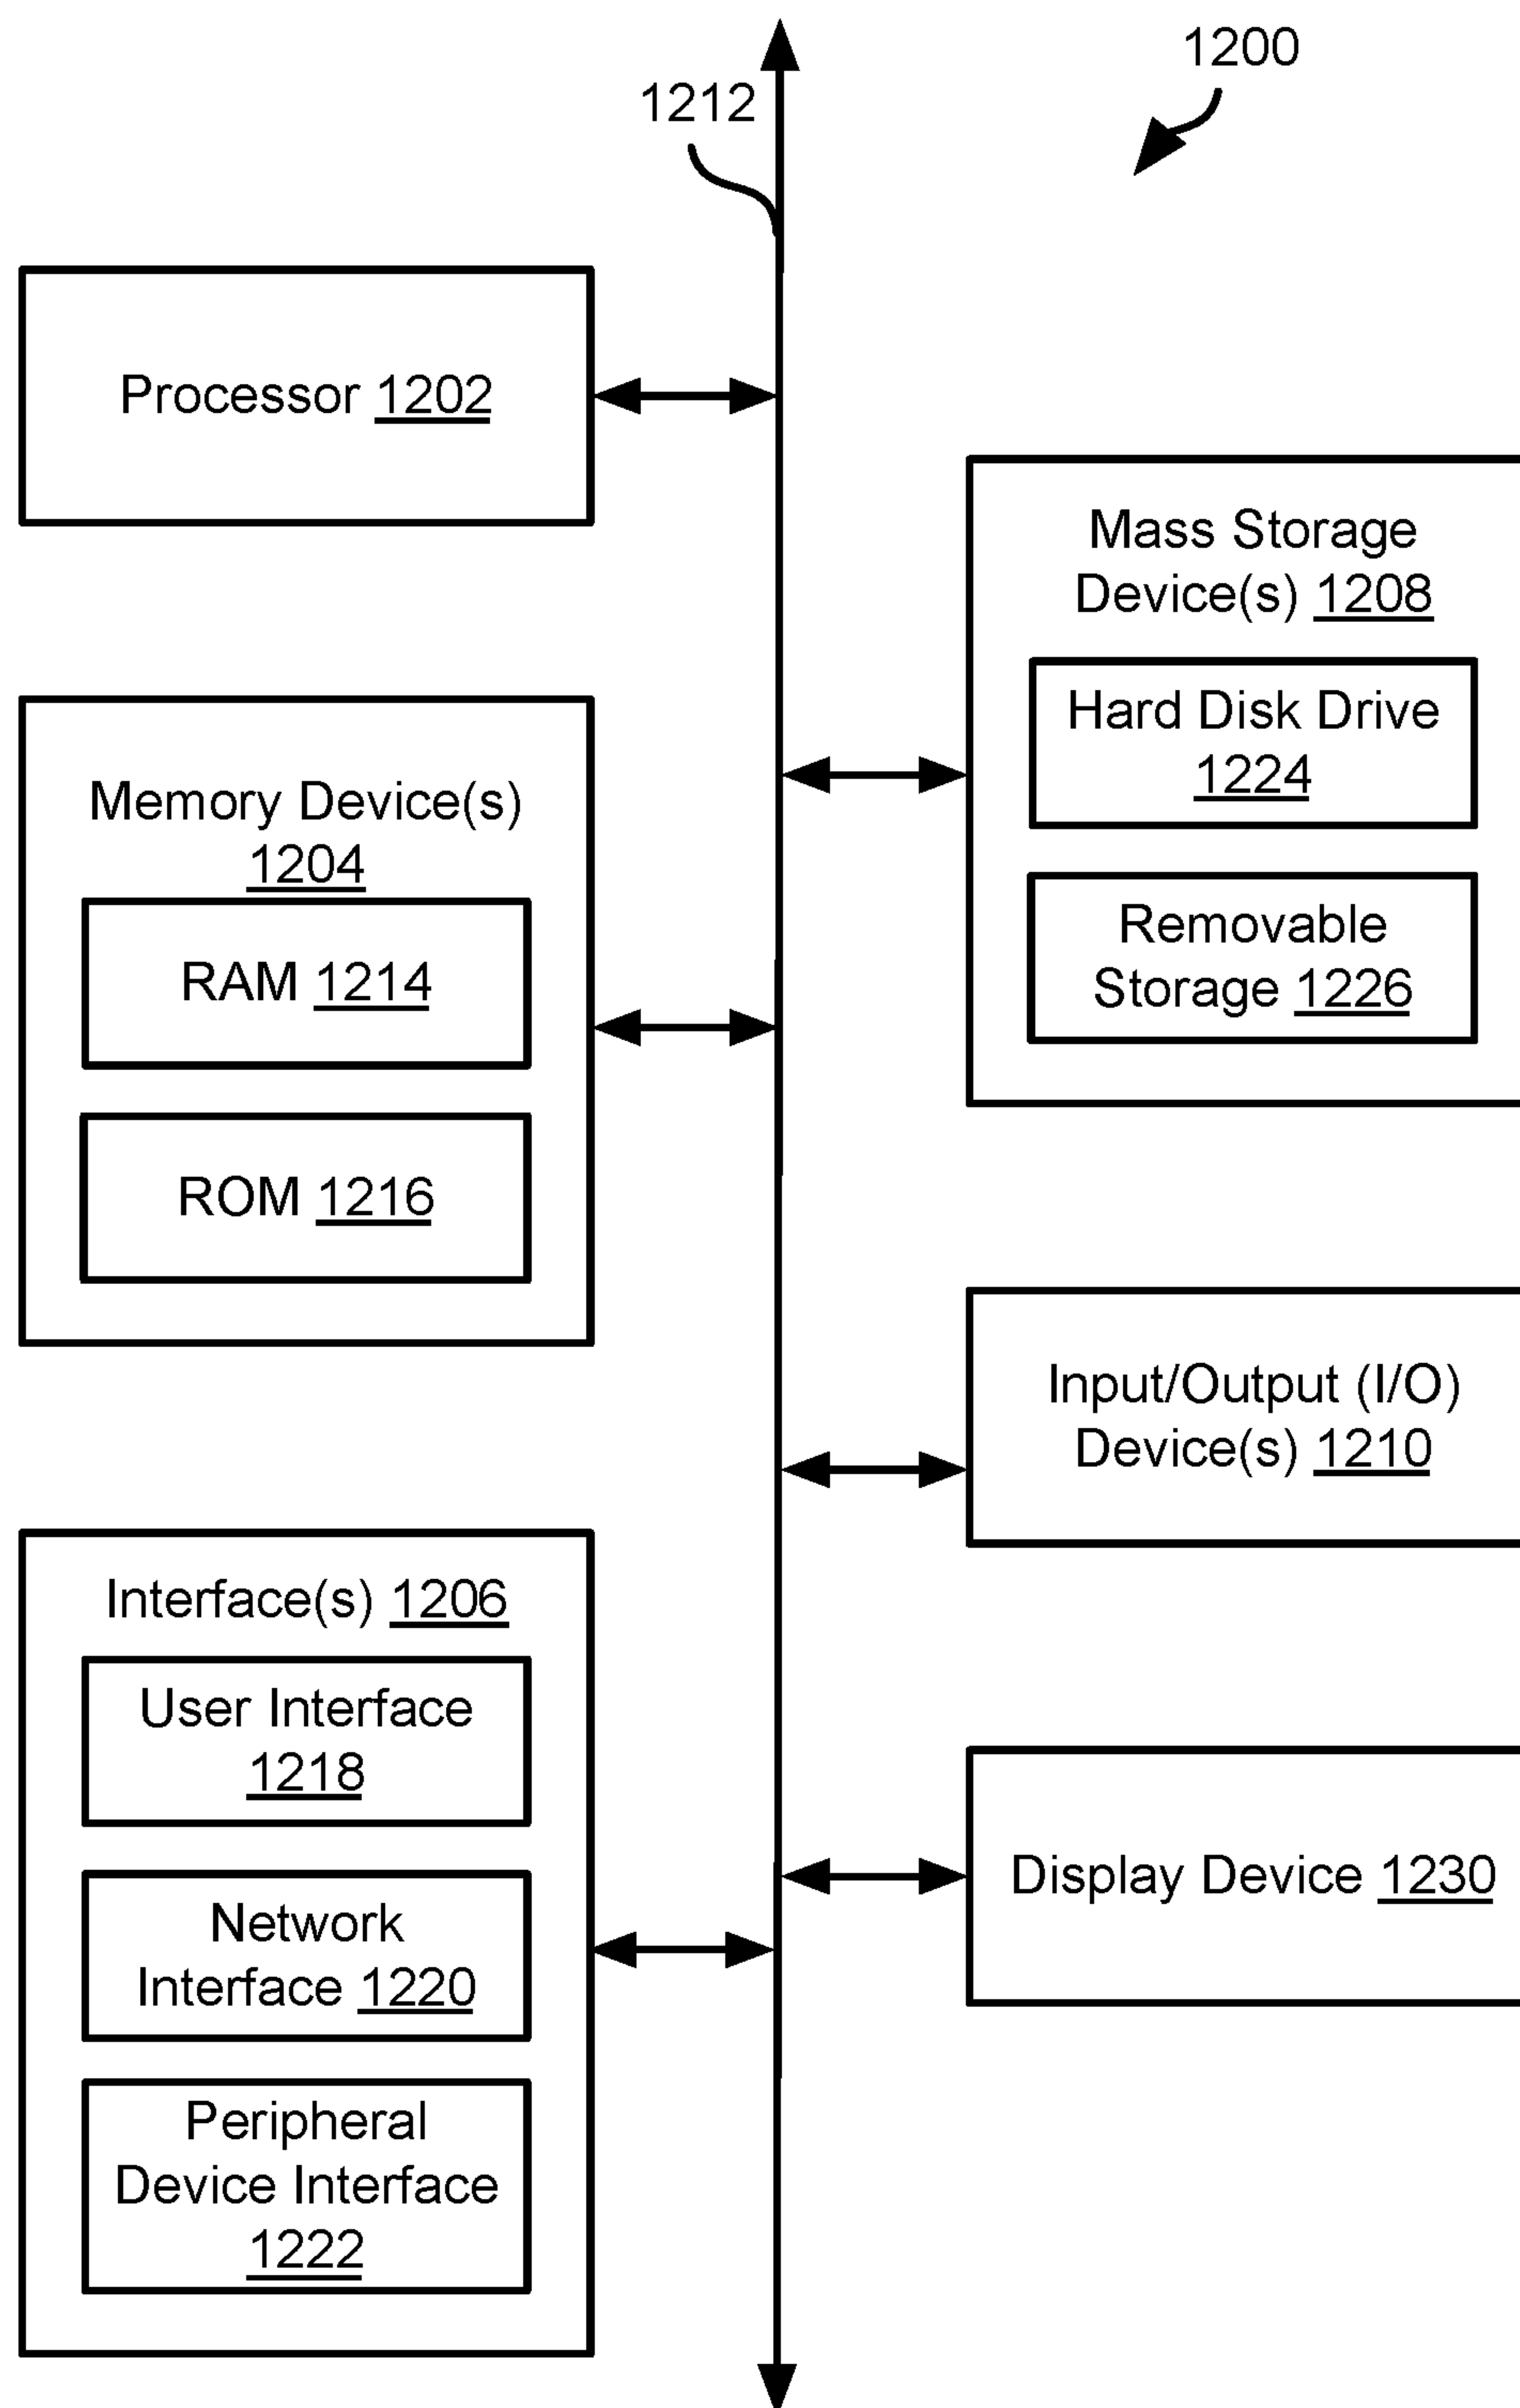 1200
1212
Processor 1202
Memory Device(s)
1204
RAM 1214
ROM 1216
Interface(s) 1206
User Interface
1218
Network
Interface 1220
Peripheral
Device Interface
1222
Mass Storage
Device(s) 1208
Hard Disk Drive
1224
Removable
Storage 1226
Input/Output (I/O)
Device(s) 1210
Display Device 1230